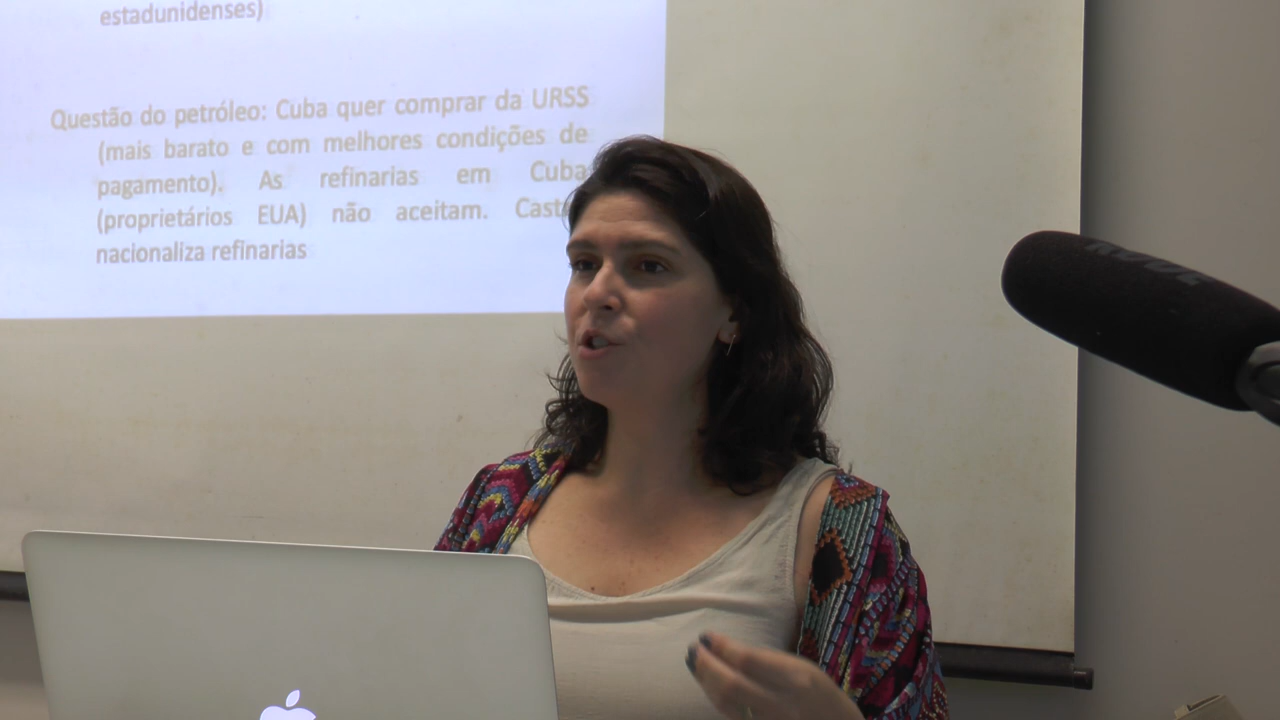 estadunidenses)
Questão do petróleo: Cuba quer comprar da URSS
(mais barato e com melhores condições de
pagamento). As refinarias em Cuba
(proprietários EUA) não aceitam.
nacionaliza refinarias
RODE